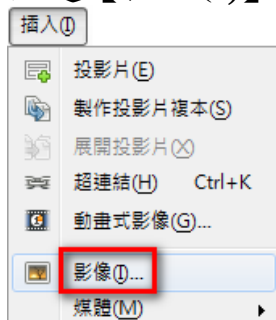 插入(I)
投影片(E)
製作投影片複本(S)
展開投影片(X)
超連結(H) Ctrl+K
動畫式影像(G)...
影像(I)...
媒體(M)